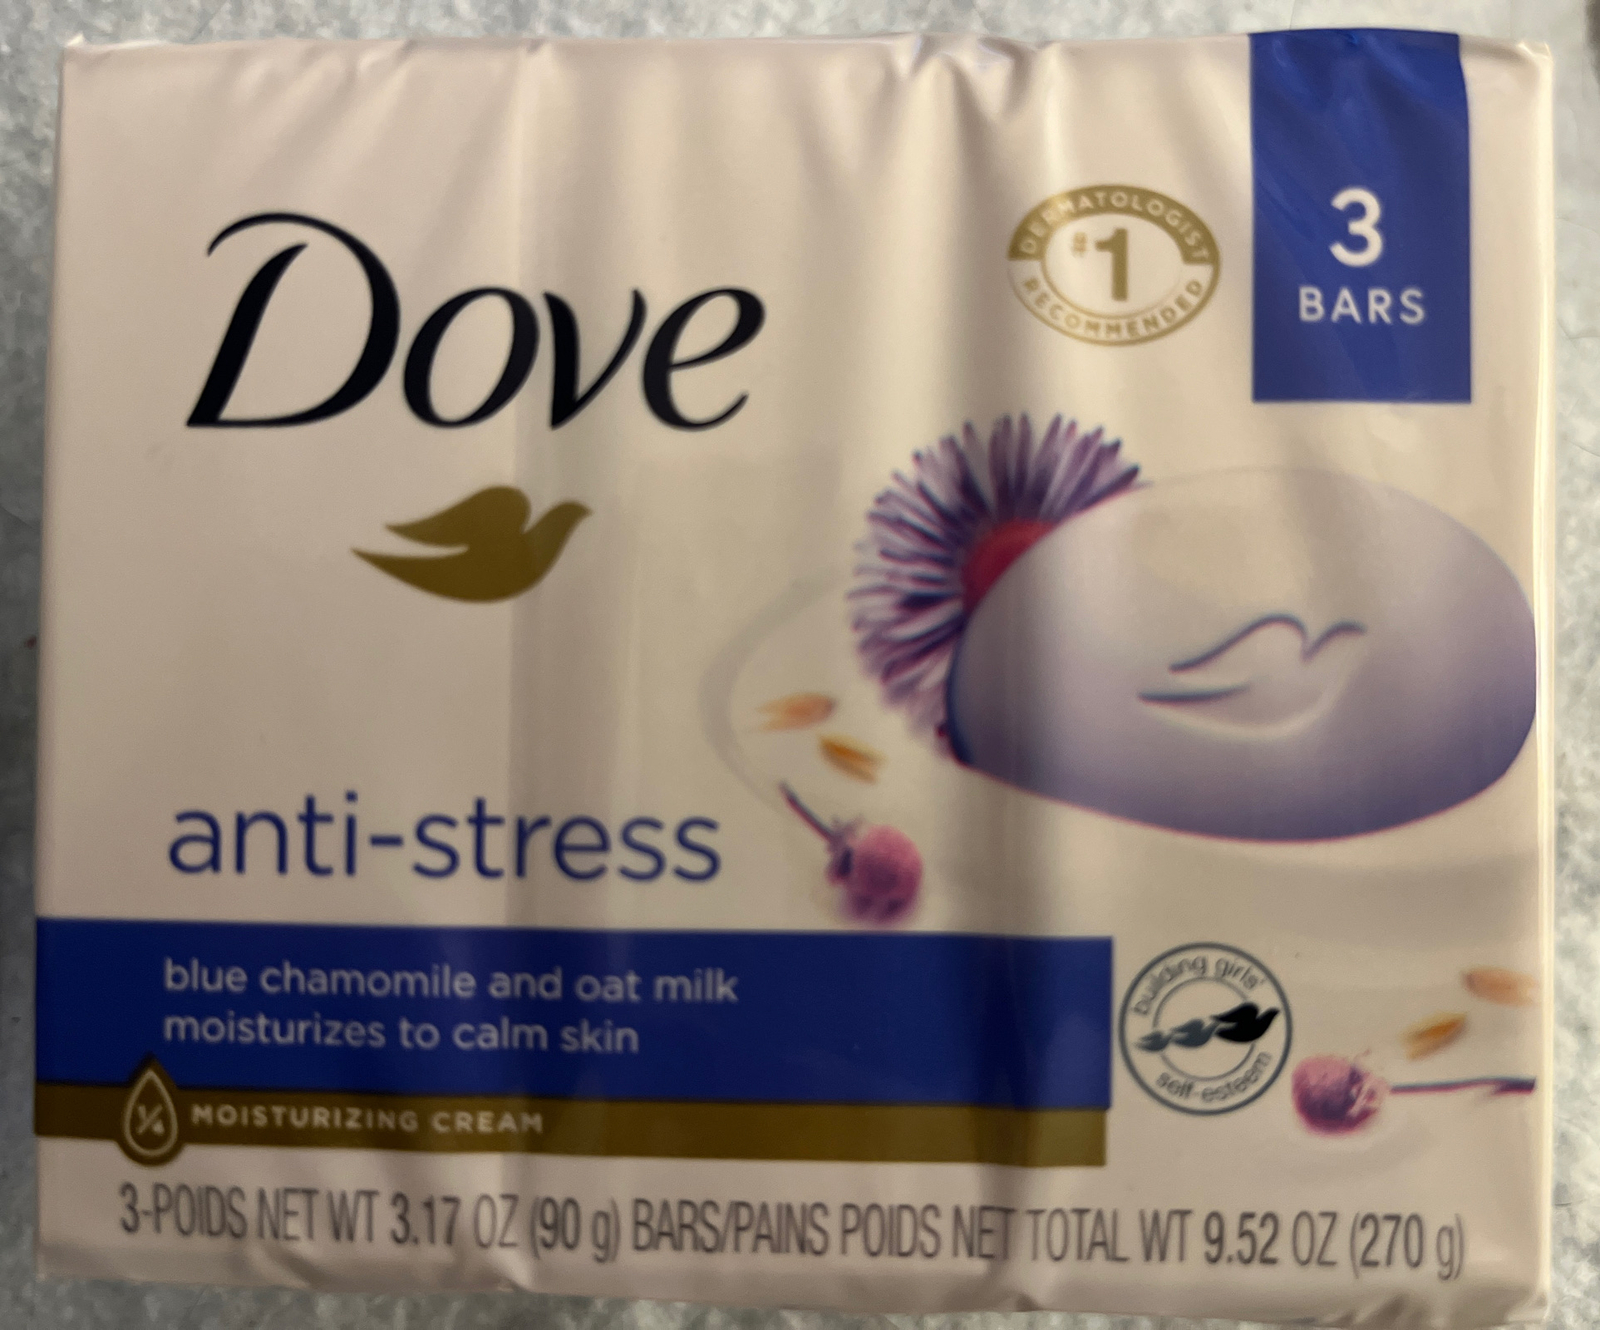 Dove
DERMATOLOGIST
#1
RECOMMENDED
3
BARS
anti-stress
blue chamomile and oat milk
moisturizes to calm skin
1/4 MOISTURIZING CREAM
building girls'
self-esteem
3-POIDS NET WT 3.17 OZ (90 g) BARS/PAINS POIDS NET TOTAL WT 9.52 OZ (270 g)